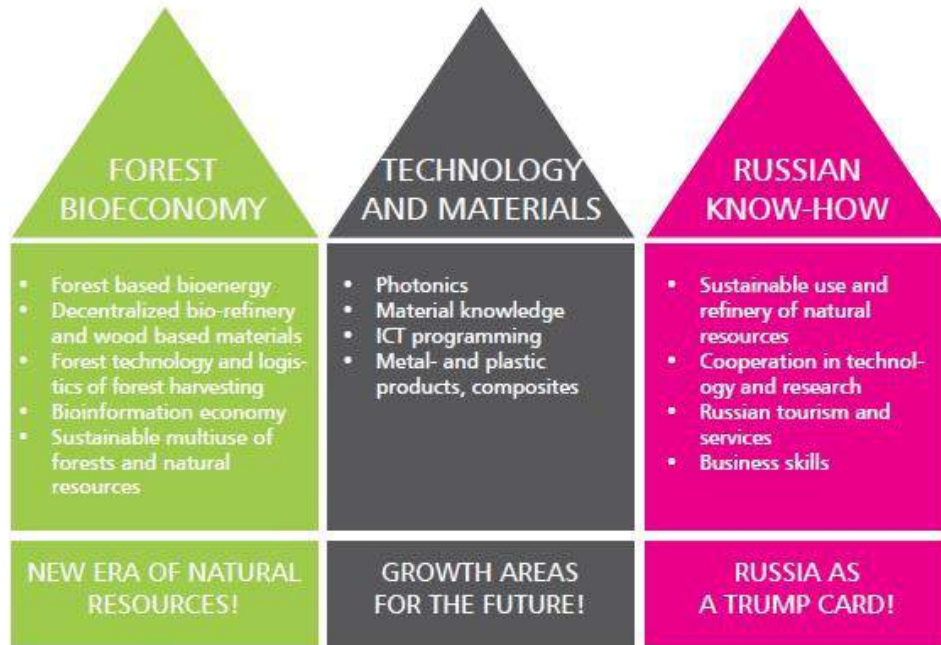 FOREST
BIOECONOMY
• Forest based bioenergy
• Decentralized bio-refinery
and wood based materials
• Forest technology and logis-
tics of forest harvesting
• Bioinformation economy
• Sustainable multiuse of
forests and natural
resources
NEW ERA OF NATURAL
RESOURCES!
TECHNOLOGY
AND MATERIALS
• Photonics
• Material knowledge
• ICT programming
• Metal- and plastic
products, composites
GROWTH AREAS
FOR THE FUTURE!
RUSSIAN
KNOW-HOW
• Sustainable use and
refinery of natural
resources
• Cooperation in technol-
ogy and research
• Russian tourism and
services
• Business skills
RUSSIA AS
A TRUMP CARD!